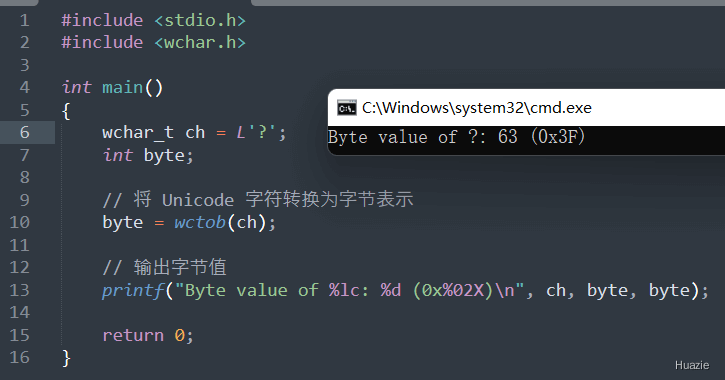 1 #include <stdio.h>
2 #include <wchar.h>
3
4 int main()
5 {
6     wchar_t ch = L'?';
7     int byte;
8
9     // 将 Unicode 字符转换为字节表示
10     byte = wctob(ch);
11
12     // 输出字节值
13     printf("Byte value of %lc: %d (0x%02X)\n", ch, byte, byte);
14
15     return 0;
16 }
C:\Windows\system32\cmd.exe
Byte value of ?: 63 (0x3F)
Huazie